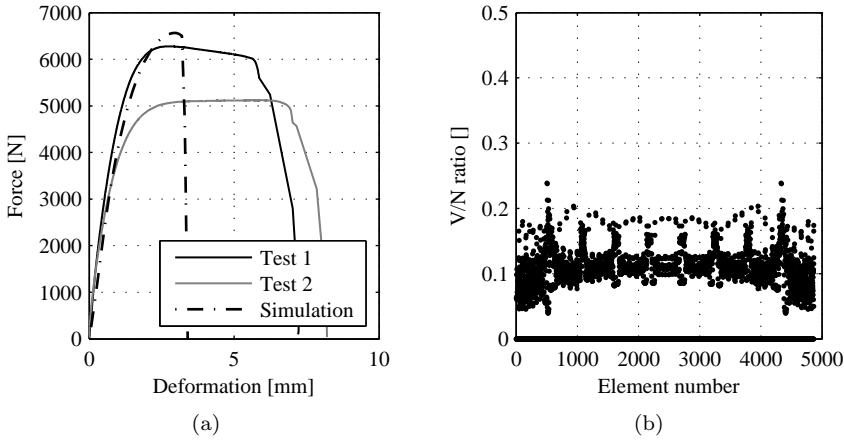 7000
6000
5000
4000
3000
2000
1000
0
0 5 10
Force [N]
Deformation [mm]
Test 1
Test 2
Simulation
(a)
0.5
0.4
0.3
0.2
0.1
0
0 1000 2000 3000 4000 5000
V/N ratio []
Element number
(b)